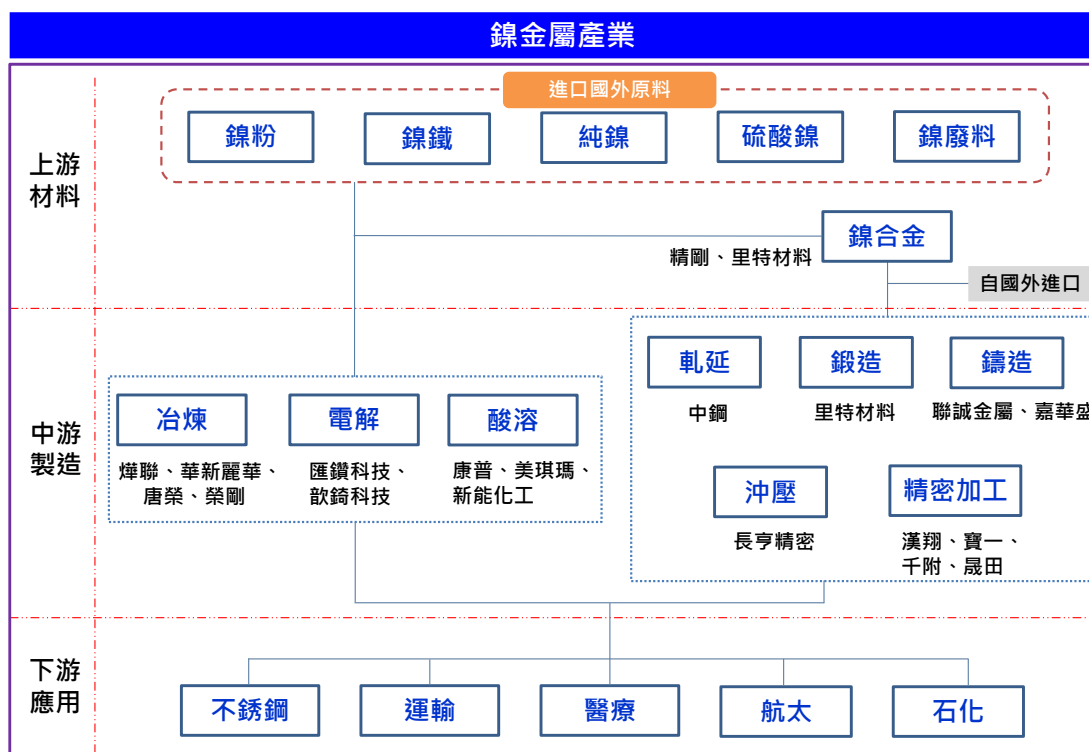 鎳金屬產業
進口國外原料
鎳粉
鎳鐵
純鎳
硫酸鎳
鎳廢料
上游
材料
鎳合金
精剛、里特材料
自國外進口
中游
製造
冶煉
燁聯、華新麗華、
唐榮、榮剛
電解
匯鑽科技、
歆錡科技
酸溶
康普、美琪瑪、
新能化工
軋延
中鋼
鍛造
里特材料
鑄造
聯誠金屬、嘉華盛
沖壓
長亨精密
精密加工
漢翔、寶一、
千附、晟田
下游
應用
不銹鋼
運輸
醫療
航太
石化